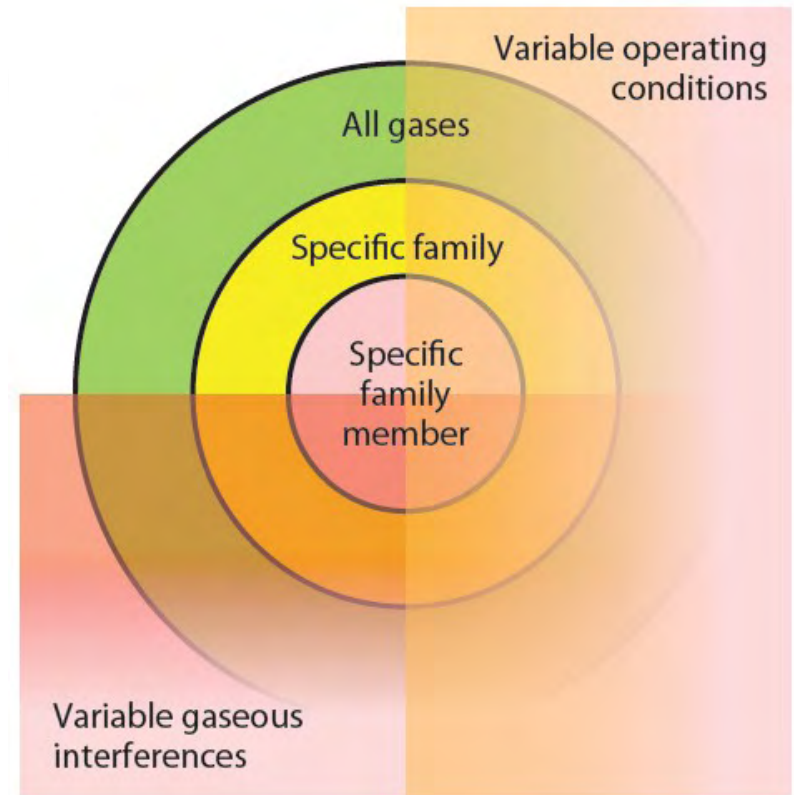 Variable operating
conditions
All gases
Specific family
Specific
family
member
Variable gaseous
interferences